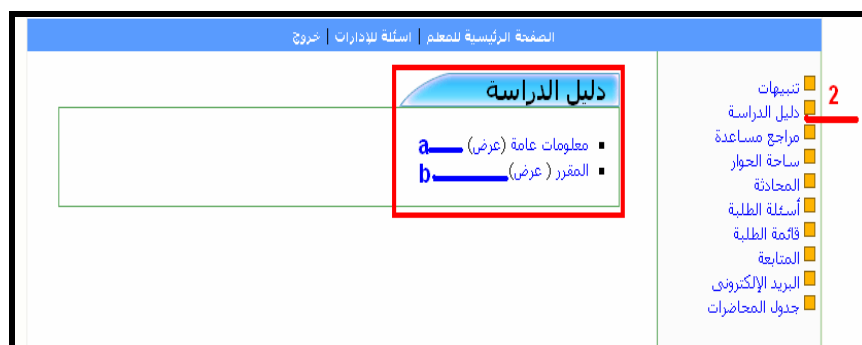 الصفحة الرئيسية للمعلم | اسئلة للإدارات | خروج
تنبيهات
دليل الدراسة 2
مراجع مساعدة
ساحة الحوار
المحادثة
أسئلة الطلبة
قائمة الطلبة
المتابعة
البريد الإلكترونى
جدول المحاضرات
دليل الدراسة
معلومات عامة (عرض) a
المقرر ( عرض) b